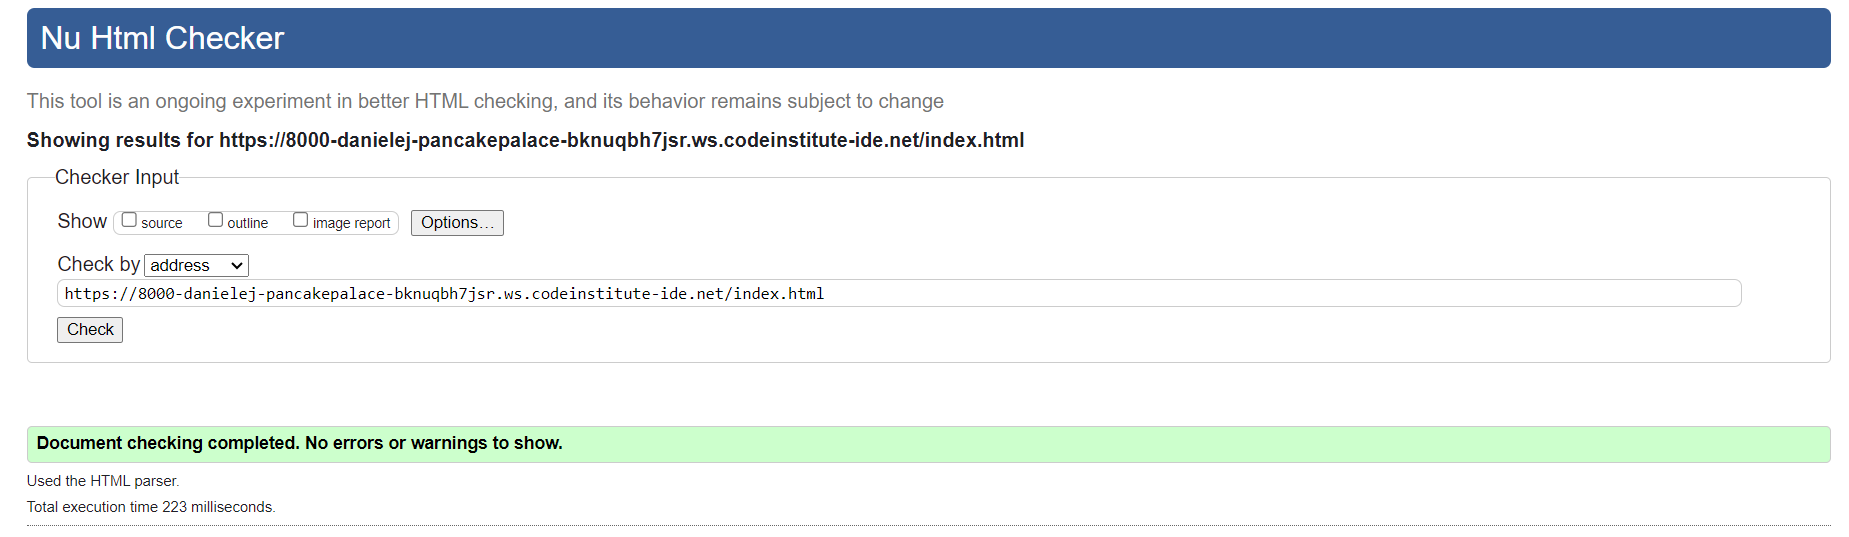 Nu Html Checker
This tool is an ongoing experiment in better HTML checking, and its behavior remains subject to change
Showing results for https://8000-danielej-pancakepalace-bknuqbh7jsr.ws.codeinstitute-ide.net/index.html
Checker Input
Show source outline image report Options...
Check by address
https://8000-danielej-pancakepalace-bknuqbh7jsr.ws.codeinstitute-ide.net/index.html
Check
Document checking completed. No errors or warnings to show.
Used the HTML parser.
Total execution time 223 milliseconds.